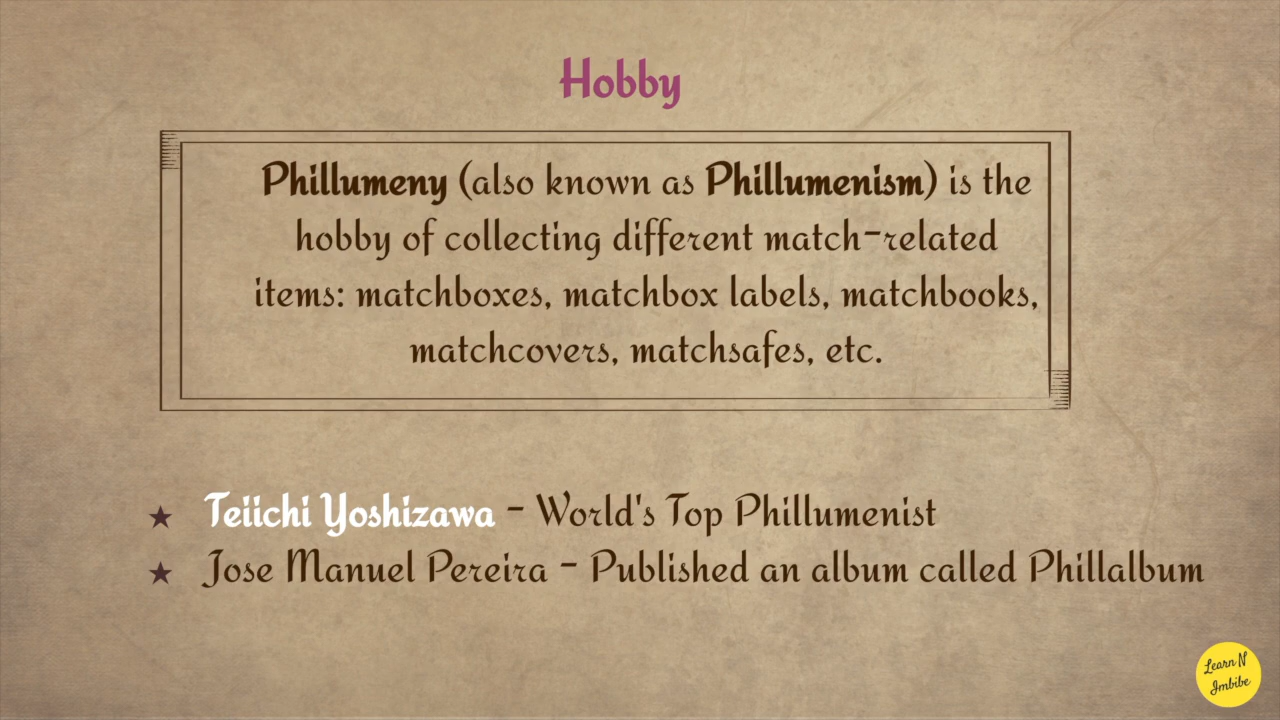 Hobby
Phillumeny (also known as Phillumenism) is the
hobby of collecting different match-related
items: matchboxes, matchbox labels, matchbooks,
matchcovers, matchsafes, etc.
★ Teiichi Yoshizawa - World's Top Phillumenist
★ Jose Manuel Pereira - Published an album called Phillalbum
Learn N
Imbibe